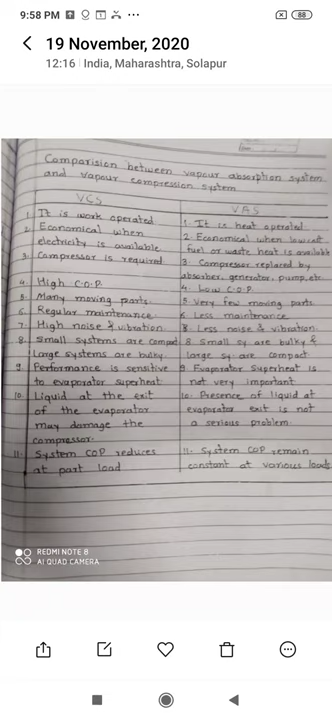 9:58 PM
88
19 November, 2020
12:16 India, Maharashtra, Solapur
Comparision between vapour absorption system
and vapour compression system
VCS
1. It is work operated
2. Economical when
electricity is available
3. Compressor is required
4. High C.O.P.
5. Many moving parts.
6. Regular maintenance
7. High noise & vibration.
8. Small systems are compact
Large systems are bulky.
9. Performance is sensitive
to evaporator superheat
10. Liquid at the exit
of the evaporator
may damage the
compressor.
11. System COP reduces
at part load
VAS
1. It is heat operated
2. Economical when low cost
fuel or waste heat is available
3. Compressor replaced by
absorber, generator, pump, etc.
4. Low C.O.P.
5. Very few moving parts
6. Less maintenance
Less noise & vibration.
8. Small sy are bulky &
large sy. are compact
9. Evaporator Superheat is
not very important
10. Presence of liquid at
evaporator exit is not
a serious problem
11. System COP remain
constant at various loads
REDMI NOTE 8
AI QUAD CAMERA